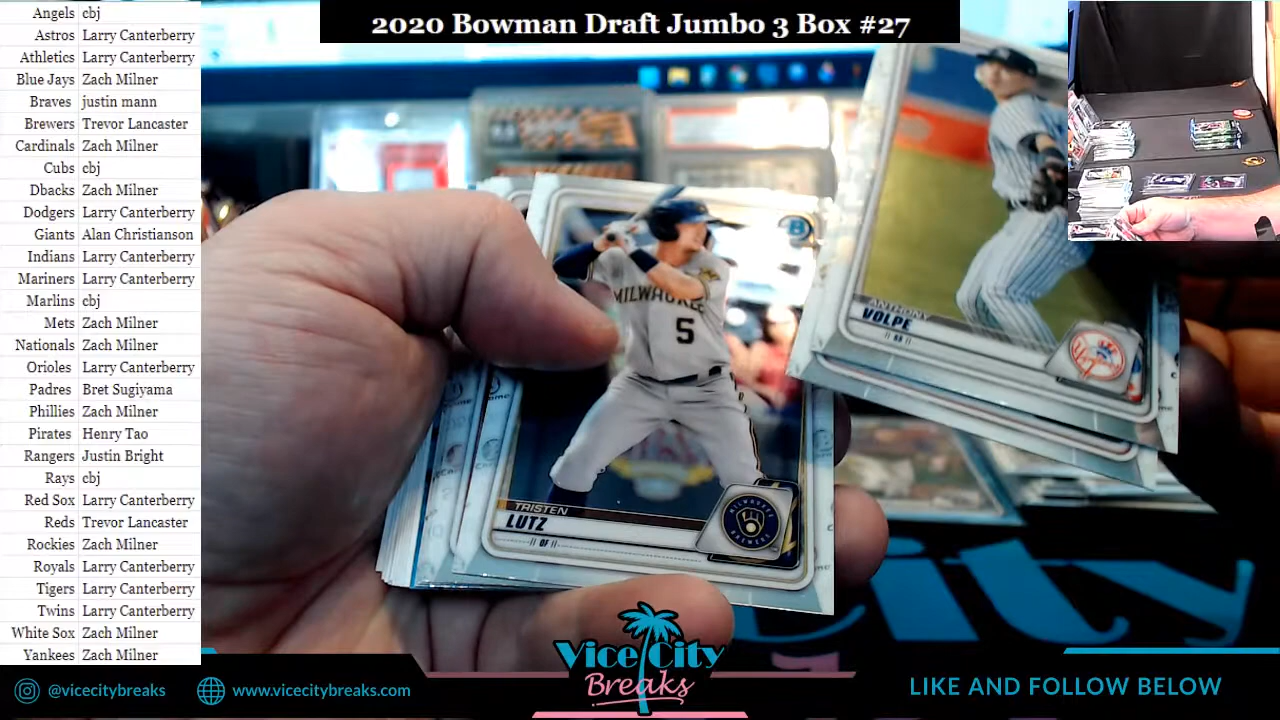 2020 Bowman Draft Jumbo 3 Box #27
Angels cbj
Astros Larry Canterberry
Athletics Larry Canterberry
Blue Jays Zach Milner
Braves justin mann
Brewers Trevor Lancaster
Cardinals Zach Milner
Cubs cbj
Dbacks Zach Milner
Dodgers Larry Canterberry
Giants Alan Christianson
Indians Larry Canterberry
Mariners Larry Canterberry
Marlins cbj
Mets Zach Milner
Nationals Zach Milner
Orioles Larry Canterberry
Padres Bret Sugiyama
Phillies Zach Milner
Pirates Henry Tao
Rangers Justin Bright
Rays cbj
Red Sox Larry Canterberry
Reds Trevor Lancaster
Rockies Zach Milner
Royals Larry Canterberry
Tigers Larry Canterberry
Twins Larry Canterberry
White Sox Zach Milner
Yankees Zach Milner
ANTHONY
VOLPE
SS
MILWAUKEE
5
TRISTEN
LUTZ
OF
MILWAUKEE
BREWERS
City
Vice City
Breaks
@vicecitybreaks
www.vicecitybreaks.com
LIKE AND FOLLOW BELOW